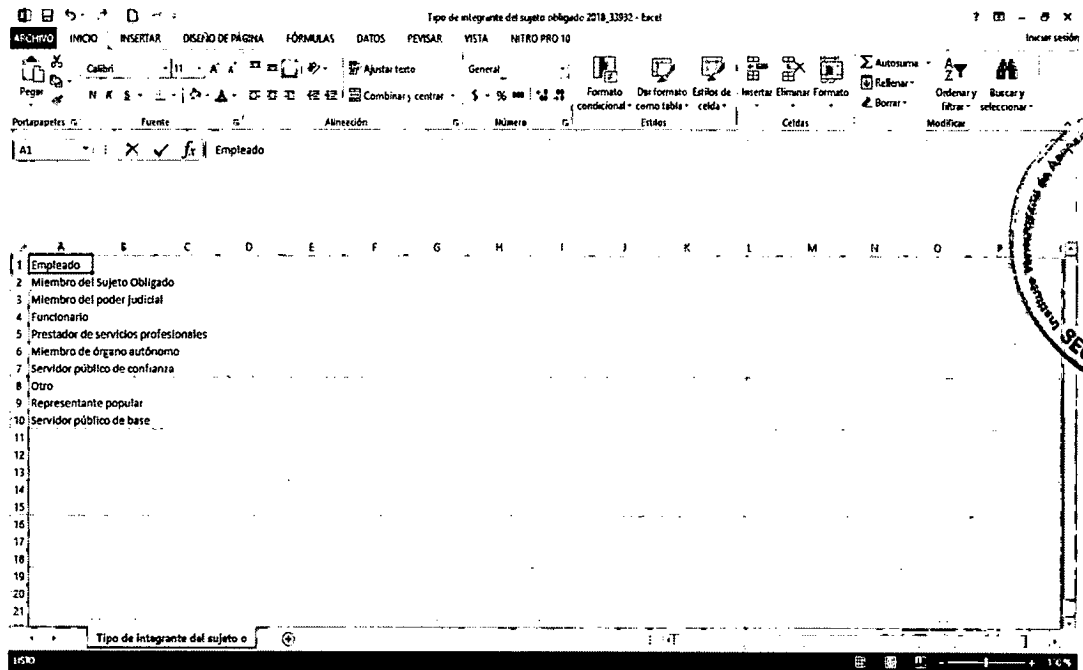 Tipo de integrante del sujeto obligado 2018_33932 - Excel
ARCHIVO INICIO INSERTAR DISEÑO DE PÁGINA FÓRMULAS DATOS REVISAR VISTA NITRO PRO 10 Iniciar sesión
Calibri 11 Ajustar texto General Autosuma
Pegar N K S Combinar y centrar $ % Formato Dar formato Estilos de Insertar Eliminar Formato Rellenar Ordenar y Buscar y
condicional como tabla celda Borrar filtrar seleccionar
Portapapeles Fuente Alineación Número Estilos Celdas Modificar
A1 fx Empleado
A B C D E F G H I J K L M N O P
1 Empleado
2 Miembro del Sujeto Obligado
3 Miembro del poder judicial
4 Funcionario
5 Prestador de servicios profesionales
6 Miembro de órgano autónomo
7 Servidor público de confianza
8 Otro
9 Representante popular
10 Servidor público de base
11
12
13
14
15
16
17
18
19
20
21
Tipo de integrante del sujeto o
LISTO